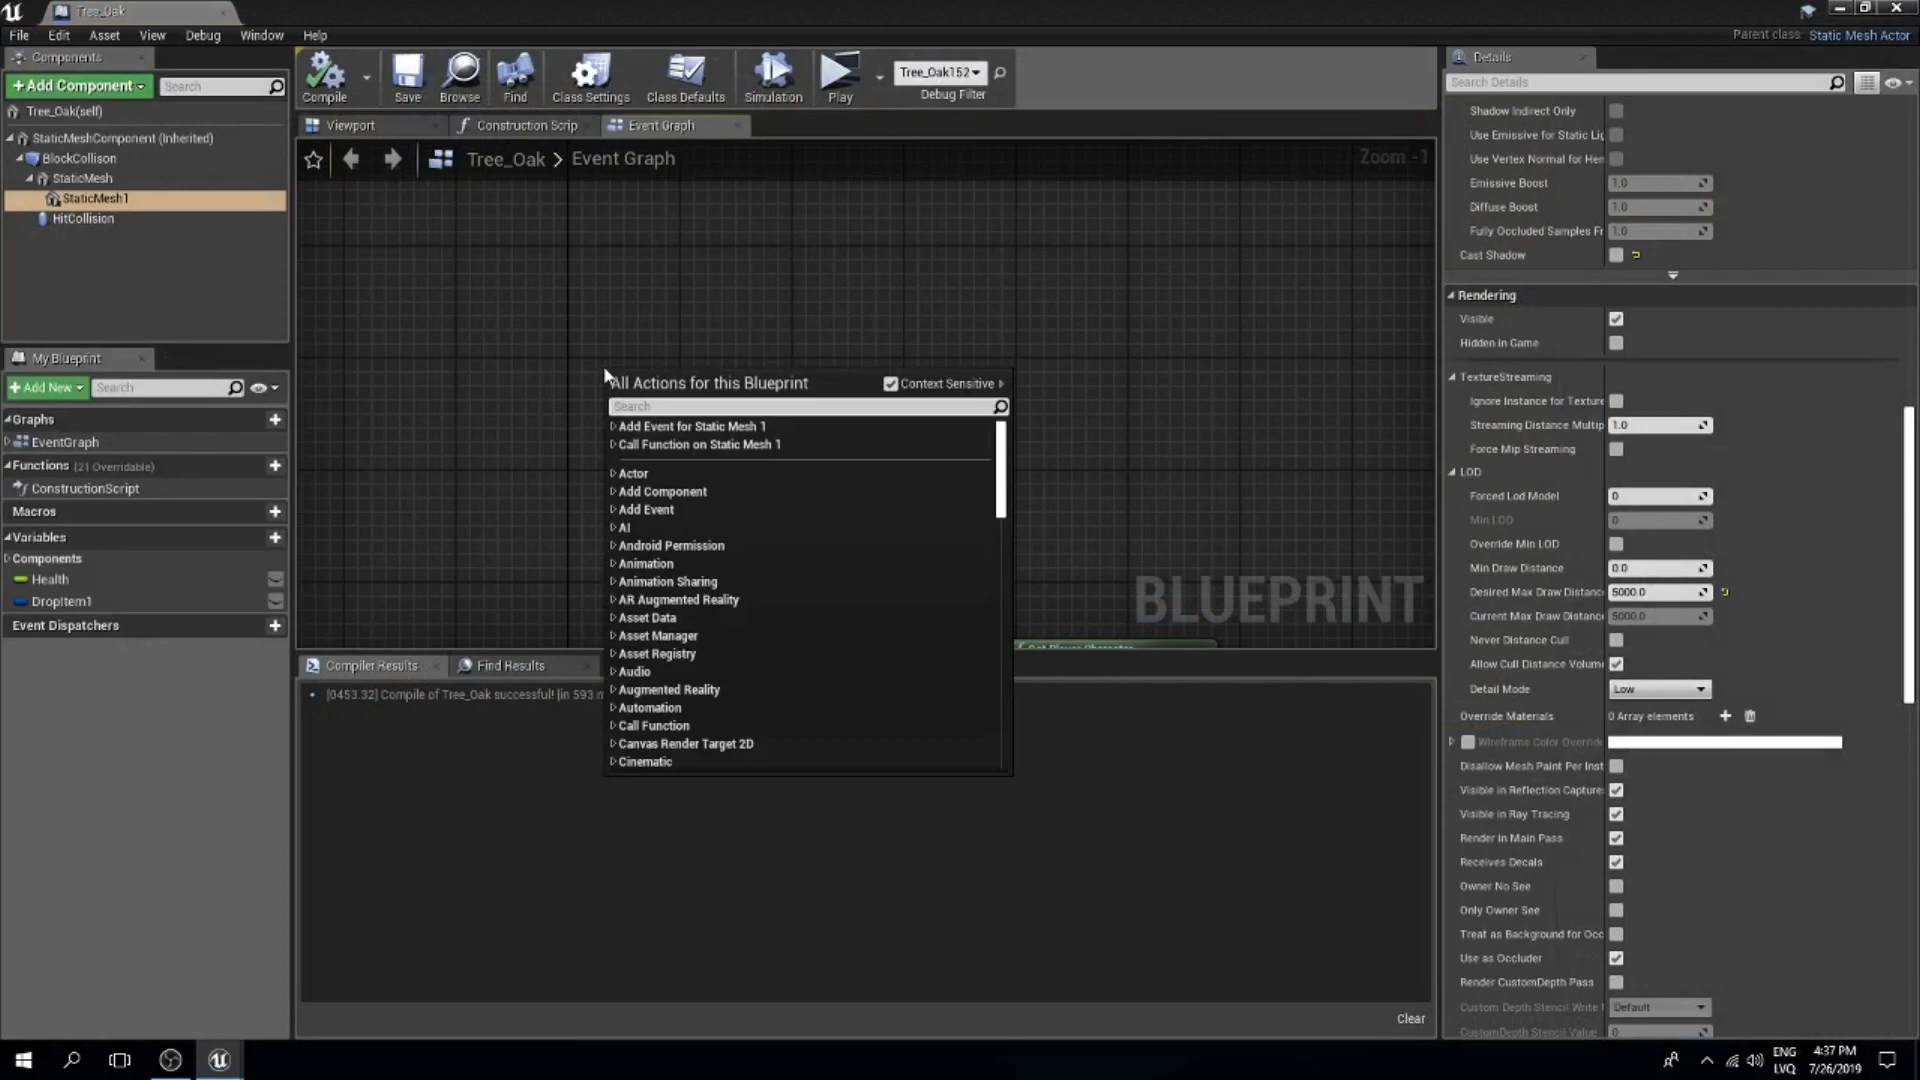 Tree_Oak
File Edit Asset View Debug Window Help
Parent class: Static Mesh Actor
Components
+Add Component
Search
Tree_Oak(self)
StaticMeshComponent (Inherited)
BlockCollison
StaticMesh
StaticMesh1
HitCollision
My Blueprint
+Add New
Search
Graphs
EventGraph
Functions (21 Overridable)
ConstructionScript
Macros
Variables
Components
Health
DropItem1
Event Dispatchers
Compile
Save
Browse
Find
Class Settings
Class Defaults
Simulation
Play
Tree_Oak152
Debug Filter
Viewport
Construction Scrip
Event Graph
Tree_Oak > Event Graph
Zoom -1
All Actions for this Blueprint
Context Sensitive
Search
Add Event for Static Mesh 1
Call Function on Static Mesh 1
Actor
Add Component
Add Event
AI
Android Permission
Animation
Animation Sharing
AR Augmented Reality
Asset Data
Asset Manager
Asset Registry
Audio
Augmented Reality
Automation
Call Function
Canvas Render Target 2D
Cinematic
BLUEPRINT
Compiler Results
Find Results
[0453.32] Compile of Tree_Oak successful! [in 593 m
Clear
Details
Search Details
Shadow Indirect Only
Use Emissive for Static Lig
Use Vertex Normal for Hem
Emissive Boost 1.0
Diffuse Boost 1.0
Fully Occluded Samples Fr 1.0
Cast Shadow
Rendering
Visible
Hidden in Game
TextureStreaming
Ignore Instance for Texture
Streaming Distance Multip 1.0
Force Mip Streaming
LOD
Forced Lod Model 0
Min LOD 0
Override Min LOD
Min Draw Distance 0.0
Desired Max Draw Distanc 5000.0
Current Max Draw Distanc 5000.0
Never Distance Cull
Allow Cull Distance Volum
Detail Mode Low
Override Materials 0 Array elements
Wireframe Color Override
Disallow Mesh Paint Per Inst
Visible in Reflection Captures
Visible in Ray Tracing
Render in Main Pass
Receives Decals
Owner No See
Only Owner See
Treat as Background for Occ
Use as Occluder
Render CustomDepth Pass
Custom Depth Stencil Write Default
CustomDepth Stencil Value 0
ENG
LVQ
4:37 PM
7/26/2019